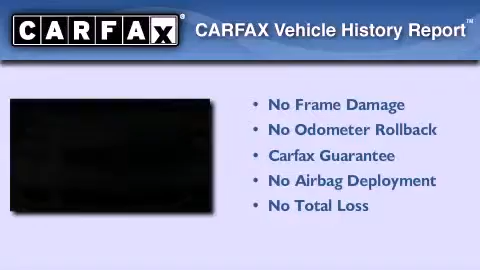 CARFAX® CARFAX Vehicle History Report™
• No Frame Damage
• No Odometer Rollback
• Carfax Guarantee
• No Airbag Deployment
• No Total Loss